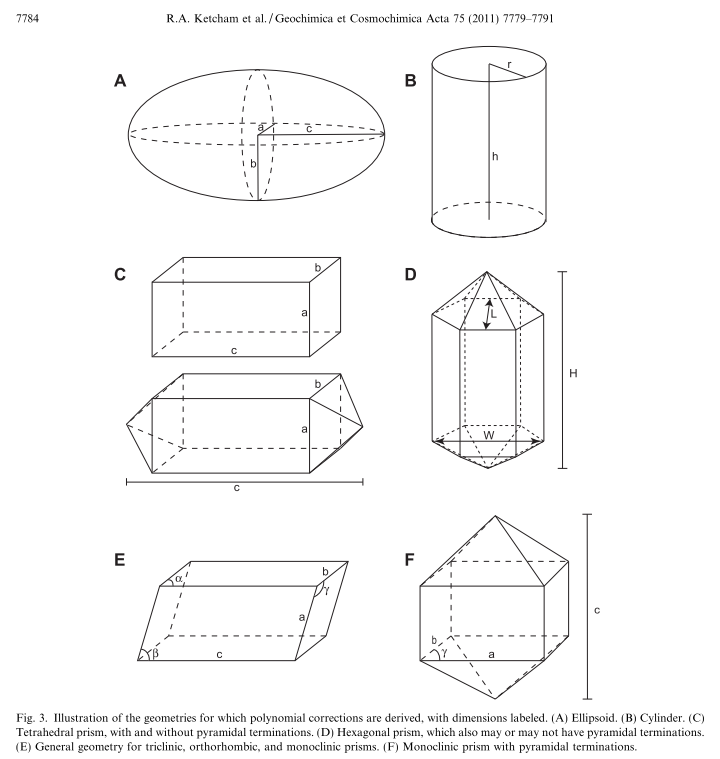 7784
R.A. Ketcham et al. / Geochimica et Cosmochimica Acta 75 (2011) 7779–7791
A
a
c
b
B
r
h
C
b
a
c
b
a
c
D
L
H
W
E
α
b
γ
a
β
c
F
c
b
γ
a
Fig. 3. Illustration of the geometries for which polynomial corrections are derived, with dimensions labeled. (A) Ellipsoid. (B) Cylinder. (C)
Tetrahedral prism, with and without pyramidal terminations. (D) Hexagonal prism, which also may or may not have pyramidal terminations.
(E) General geometry for triclinic, orthorhombic, and monoclinic prisms. (F) Monoclinic prism with pyramidal terminations.